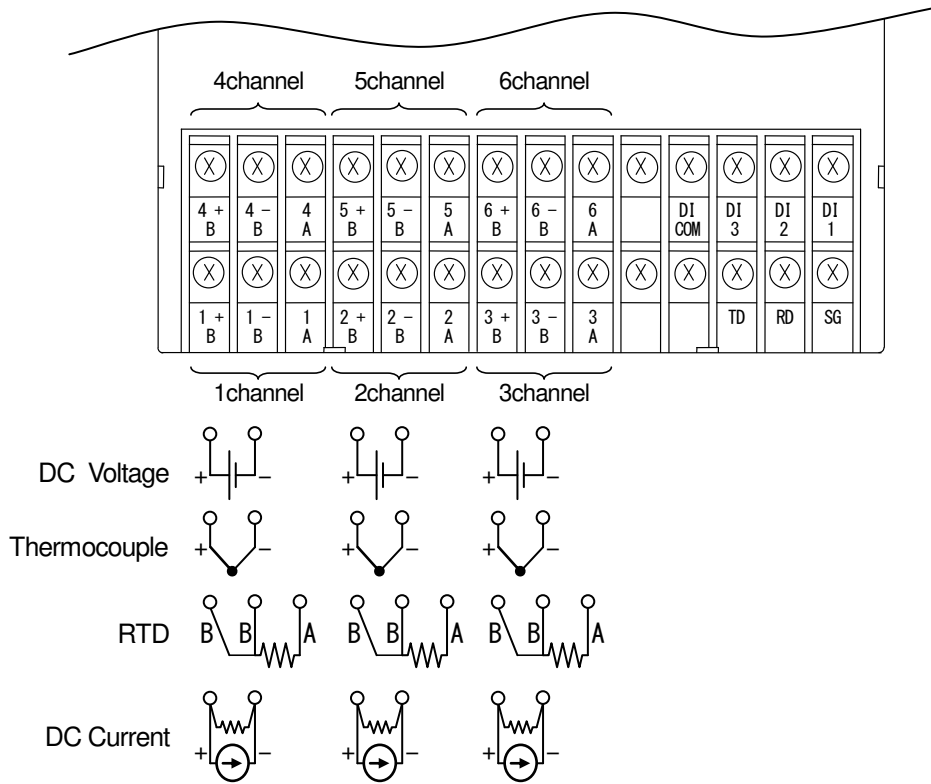 4channel 5channel 6channel
4 + 4 - 4 5 + 5 - 5 6 + 6 - 6 DI DI DI DI
B B A B B A B B A COM 3 2 1
1 + 1 - 1 2 + 2 - 2 3 + 3 - 3 TD RD SG
B B A B B A B B A
1channel 2channel 3channel
DC Voltage + - + - + -
Thermocouple + - + - + -
RTD B B A B B A B B A
DC Current + - + - + -